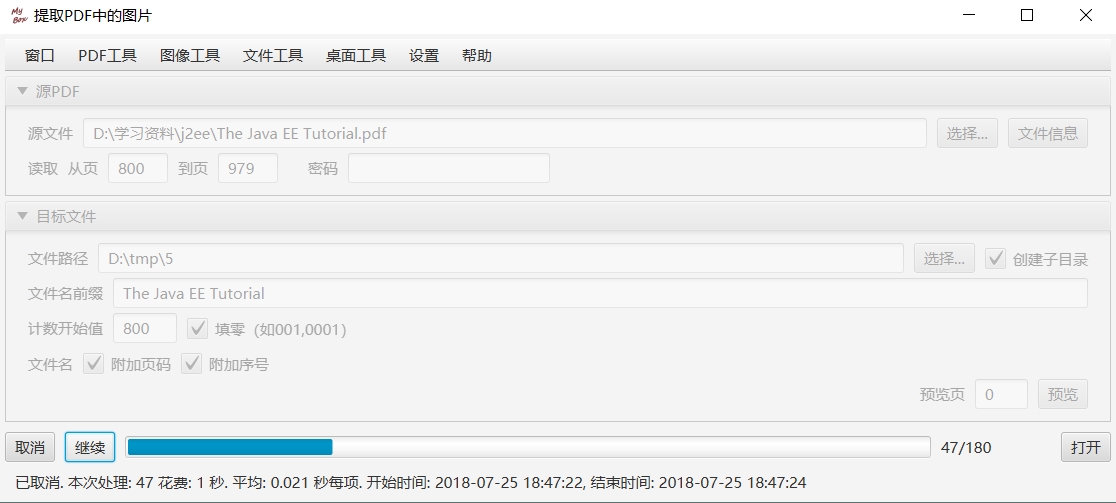 My Box 提取PDF中的图片
窗口 PDF工具 图像工具 文件工具 桌面工具 设置 帮助
源PDF
源文件 D:\学习资料\j2ee\The Java EE Tutorial.pdf 选择... 文件信息
读取 从页 800 到页 979 密码
目标文件
文件路径 D:\tmp\5 选择... 创建子目录
文件名前缀 The Java EE Tutorial
计数开始值 800 填零（如001,0001）
文件名 附加页码 附加序号
预览页 0 预览
取消 继续 47/180 打开
已取消. 本次处理: 47 花费: 1 秒. 平均: 0.021 秒每项. 开始时间: 2018-07-25 18:47:22, 结束时间: 2018-07-25 18:47:24